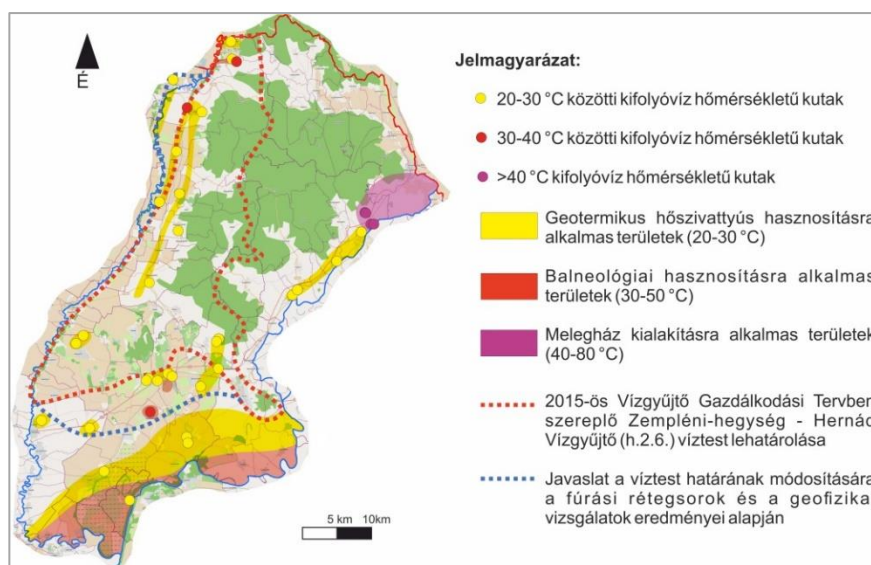 É
Jelmagyarázat:
20-30 °C közötti kifolyóvíz hőmérsékletű kutak
30-40 °C közötti kifolyóvíz hőmérsékletű kutak
>40 °C kifolyóvíz hőmérsékletű kutak
Geotermikus hőszivattyús hasznosításra
alkalmas területek (20-30 °C)
Balneológiai hasznosításra alkalmas
területek (30-50 °C)
Melegház kialakításra alkalmas területek
(40-80 °C)
2015-ös Vízgyűjtő Gazdálkodási Tervben
szereplő Zempléni-hegység - Hernád
Vízgyűjtő (h.2.6.) víztest lehatárolása
Javaslat a víztest határának módosítására
a fúrási rétegsorok és a geofizikai
vizsgálatok eredményei alapján
5 km 10km